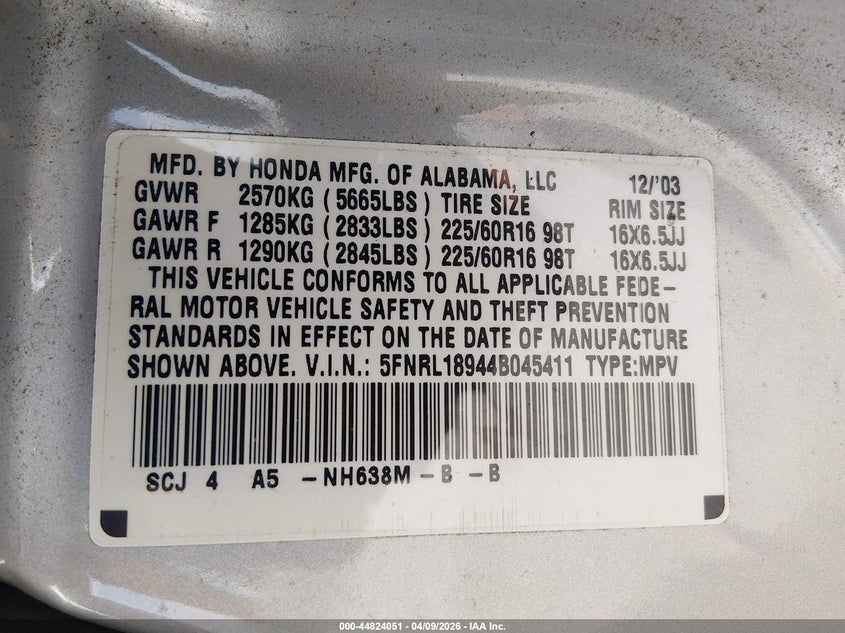 MFD. BY HONDA MFG. OF ALABAMA, LLC 12/'03
GVWR 2570KG (5665LBS) TIRE SIZE RIM SIZE
GAWR F 1285KG (2833LBS) 225/60R16 98T 16X6.5JJ
GAWR R 1290KG (2845LBS) 225/60R16 98T 16X6.5JJ
THIS VEHICLE CONFORMS TO ALL APPLICABLE FEDE-
RAL MOTOR VEHICLE SAFETY AND THEFT PREVENTION
STANDARDS IN EFFECT ON THE DATE OF MANUFACTURE
SHOWN ABOVE. V.I.N.: 5FNRL18944B045411 TYPE:MPV
SCJ 4 A5 -NH638M -B -B
000-44824051 - 04/09/2026 - IAA Inc.